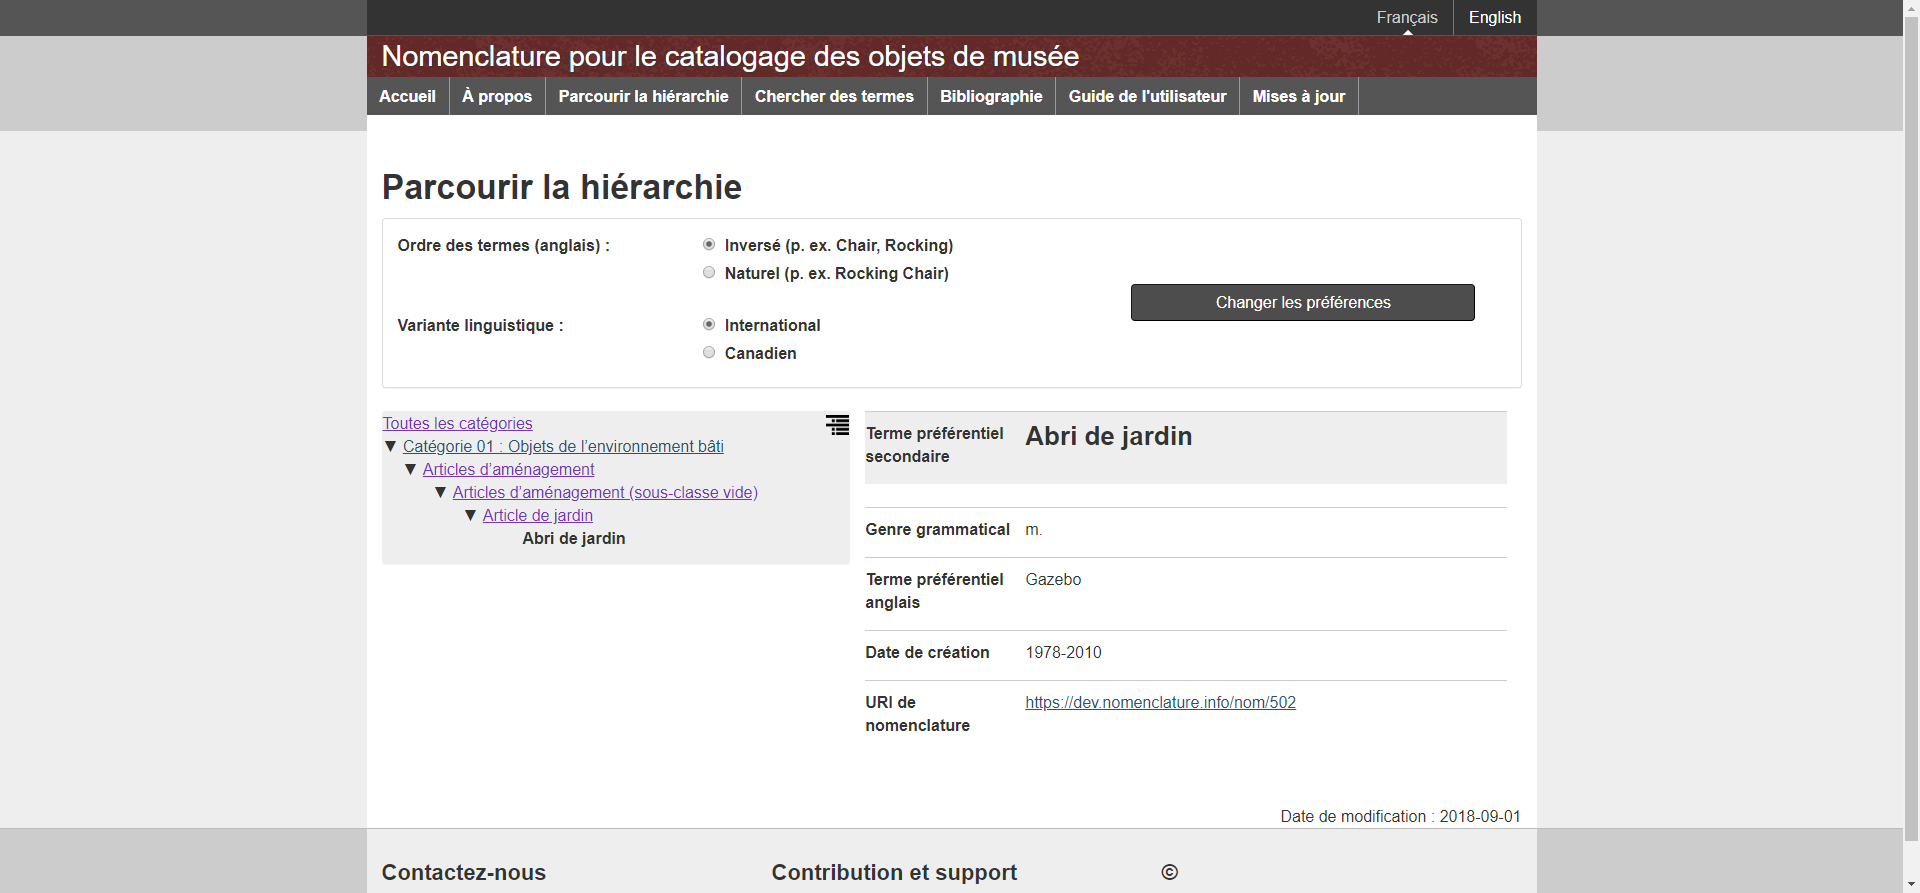 Français English
Nomenclature pour le catalogage des objets de musée
Accueil À propos Parcourir la hiérarchie Chercher des termes Bibliographie Guide de l'utilisateur Mises à jour
Parcourir la hiérarchie
Ordre des termes (anglais) : Inversé (p. ex. Chair, Rocking)
Naturel (p. ex. Rocking Chair)
Changer les préférences
Variante linguistique : International
Canadien
Toutes les catégories
▼ Catégorie 01 : Objets de l’environnement bâti
▼ Articles d’aménagement
▼ Articles d’aménagement (sous-classe vide)
▼ Article de jardin
Abri de jardin
Terme préférentiel Abri de jardin
secondaire
Genre grammatical m.
Terme préférentiel Gazebo
anglais
Date de création 1978-2010
URI de https://dev.nomenclature.info/nom/502
nomenclature
Date de modification : 2018-09-01
Contactez-nous Contribution et support ©